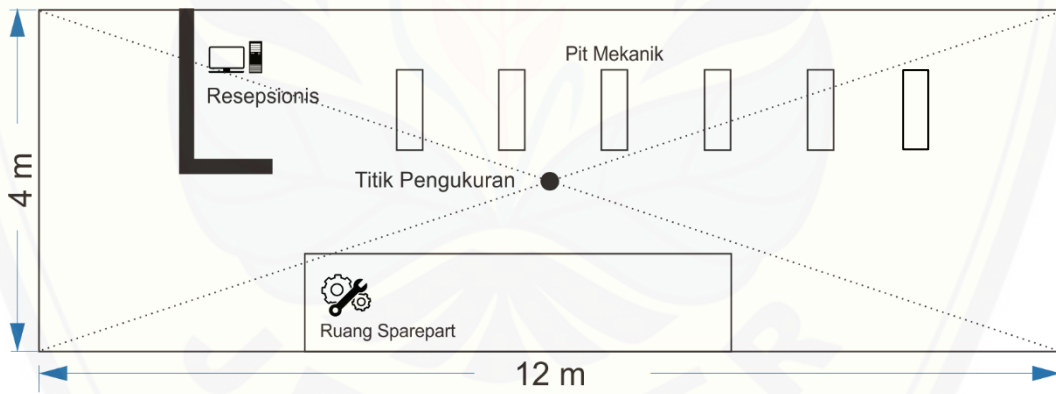 Pit Mekanik
Resepsionis
4 m
Titik Pengukuran
Ruang Sparepart
12 m